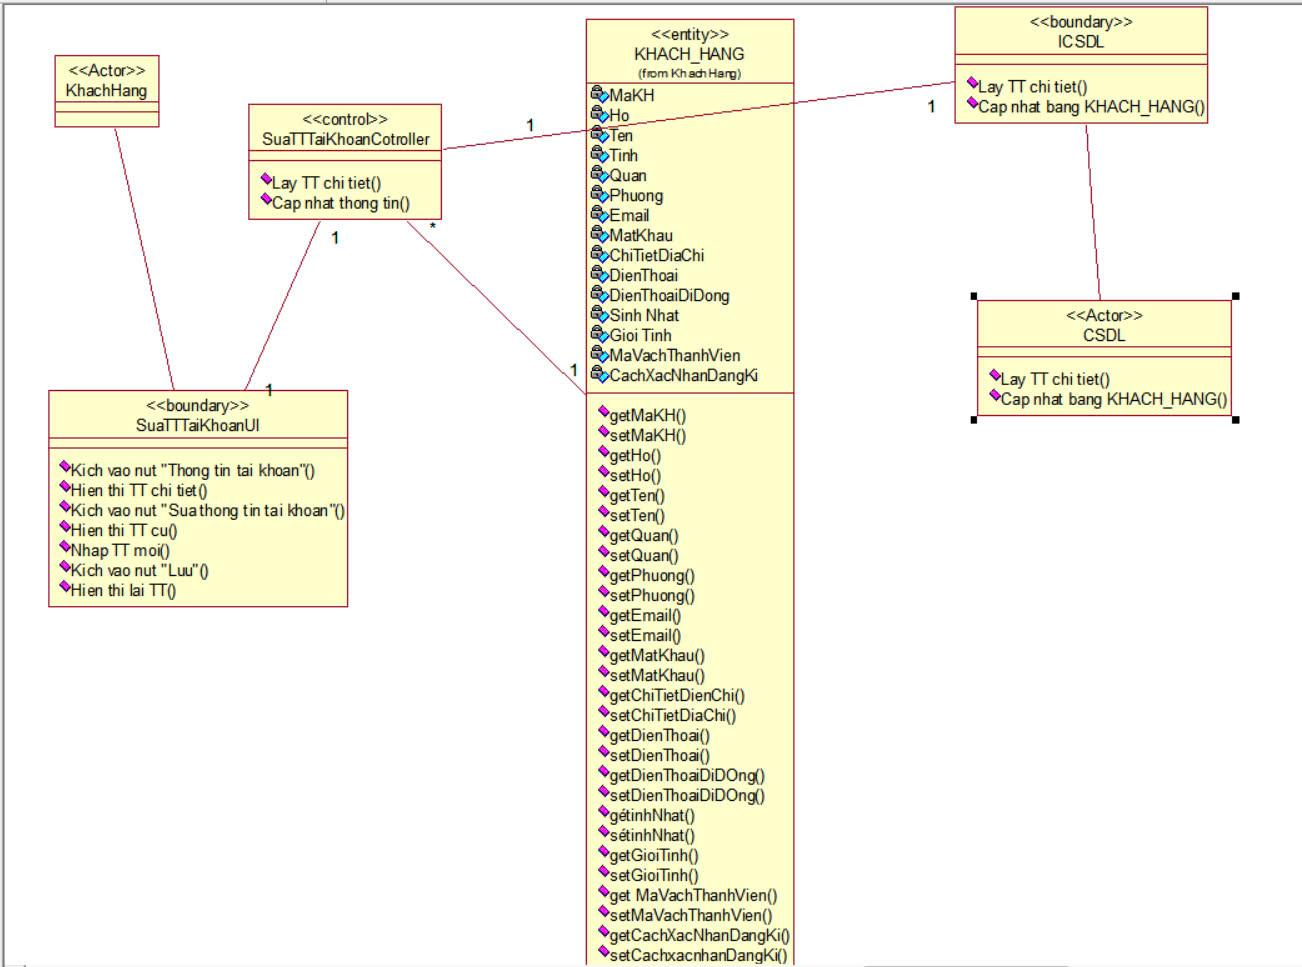 <<Actor>>
KhachHang
<<control>>
SuaTTTaiKhoanCotroller
Lay TT chi tiet()
Cap nhat thong tin()
1
*
1
1
<<boundary>>
SuaTTTaiKhoanUI
Kich vao nut "Thong tin tai khoan"()
Hien thi TT chi tiet()
Kich vao nut "Sua thong tin tai khoan"()
Hien thi TT cu()
Nhap TT moi()
Kich vao nut "Luu"()
Hien thi lai TT()
<<entity>>
KHACH_HANG
(from KhachHang)
MaKH
Ho
Ten
Tinh
Quan
Phuong
Email
MatKhau
ChiTietDiaChi
DienThoai
DienThoaiDiDong
Sinh Nhat
Gioi Tinh
MaVachThanhVien
CachXacNhanDangKi
1
getMaKH()
setMaKH()
getHo()
setHo()
getTen()
setTen()
getQuan()
setQuan()
getPhuong()
setPhuong()
getEmail()
setEmail()
getMatKhau()
setMatKhau()
getChiTietDienChi()
setChiTietDiaChi()
getDienThoai()
setDienThoai()
getDienThoaiDiDOng()
setDienThoaiDiDOng()
gétinhNhat()
sétinhNhat()
getGioiTinh()
setGioiTinh()
get MaVachThanhVien()
setMaVachThanhVien()
getCachXacNhanDangKi()
setCachxacnhanDangKi()
<<boundary>>
ICSDL
Lay TT chi tiet()
Cap nhat bang KHACH_HANG()
1
<<Actor>>
CSDL
Lay TT chi tiet()
Cap nhat bang KHACH_HANG()